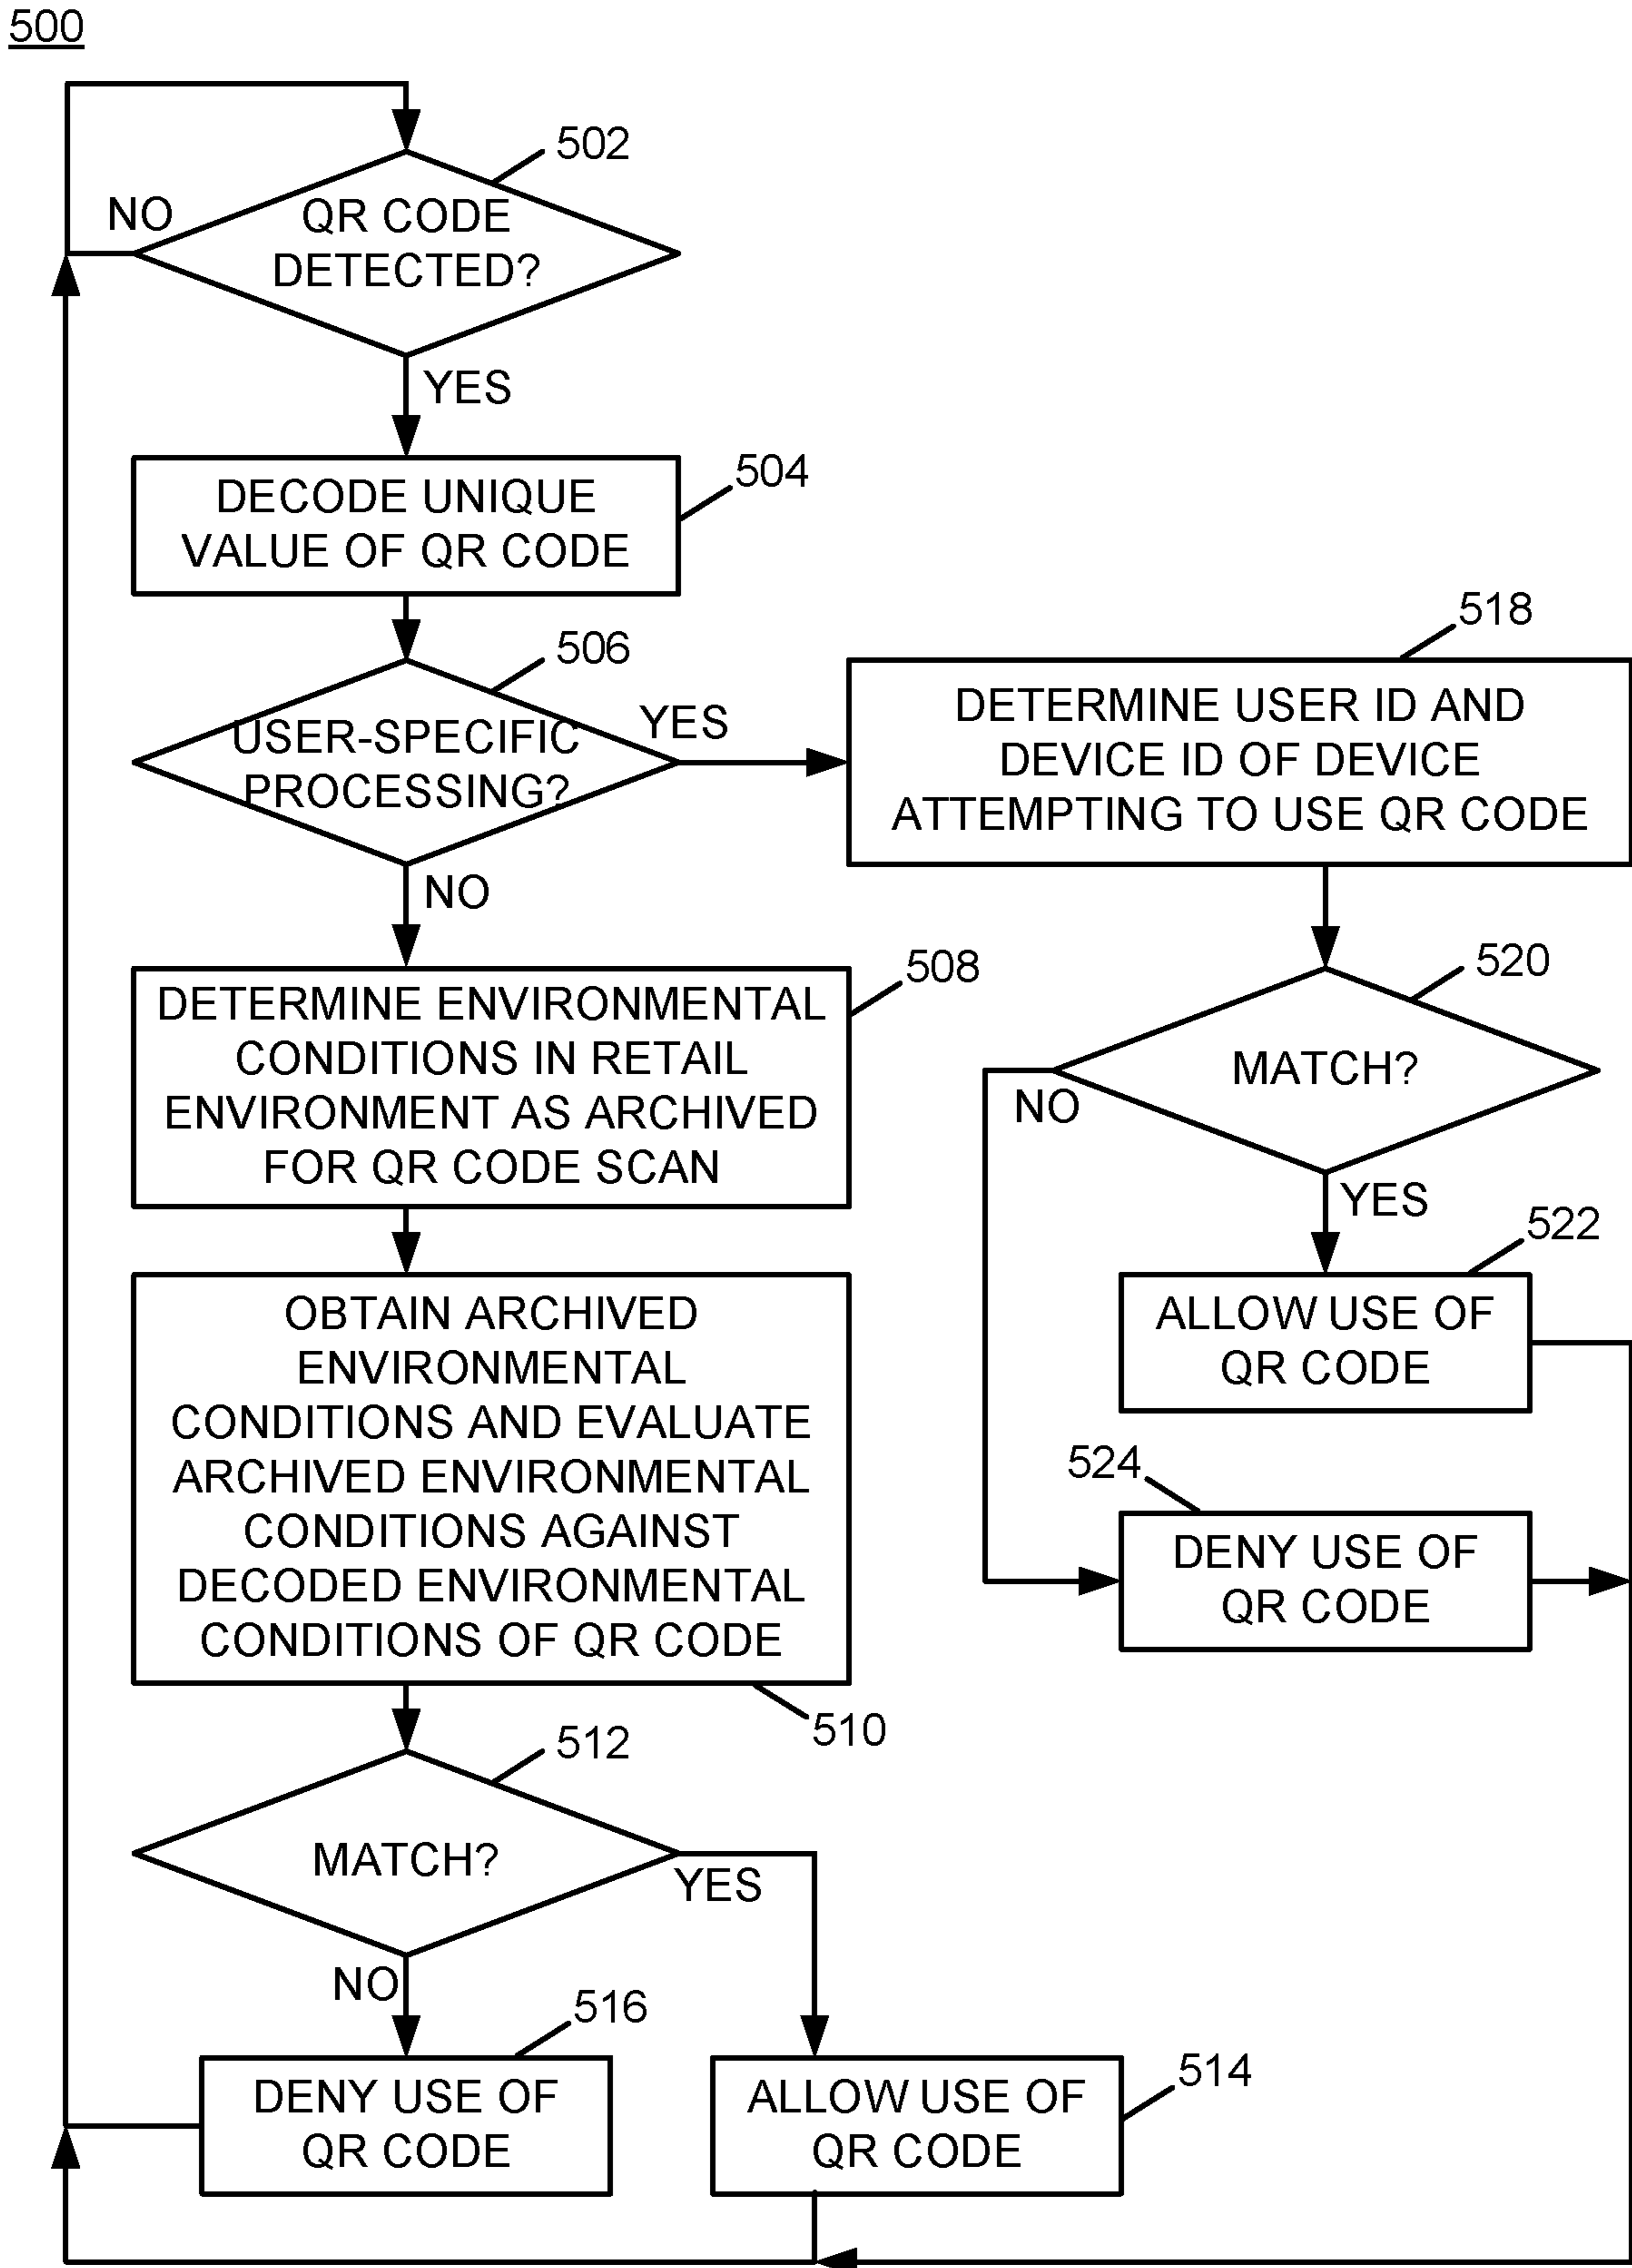 500
502
NO
QR CODE
DETECTED?
YES
504
DECODE UNIQUE
VALUE OF QR CODE
506
USER-SPECIFIC
PROCESSING?
YES
NO
518
DETERMINE USER ID AND
DEVICE ID OF DEVICE
ATTEMPTING TO USE QR CODE
508
DETERMINE ENVIRONMENTAL
CONDITIONS IN RETAIL
ENVIRONMENT AS ARCHIVED
FOR QR CODE SCAN
520
MATCH?
NO
YES
522
ALLOW USE OF
QR CODE
524
DENY USE OF
QR CODE
OBTAIN ARCHIVED
ENVIRONMENTAL
CONDITIONS AND EVALUATE
ARCHIVED ENVIRONMENTAL
CONDITIONS AGAINST
DECODED ENVIRONMENTAL
CONDITIONS OF QR CODE
510
512
MATCH?
YES
NO
516
DENY USE OF
QR CODE
514
ALLOW USE OF
QR CODE